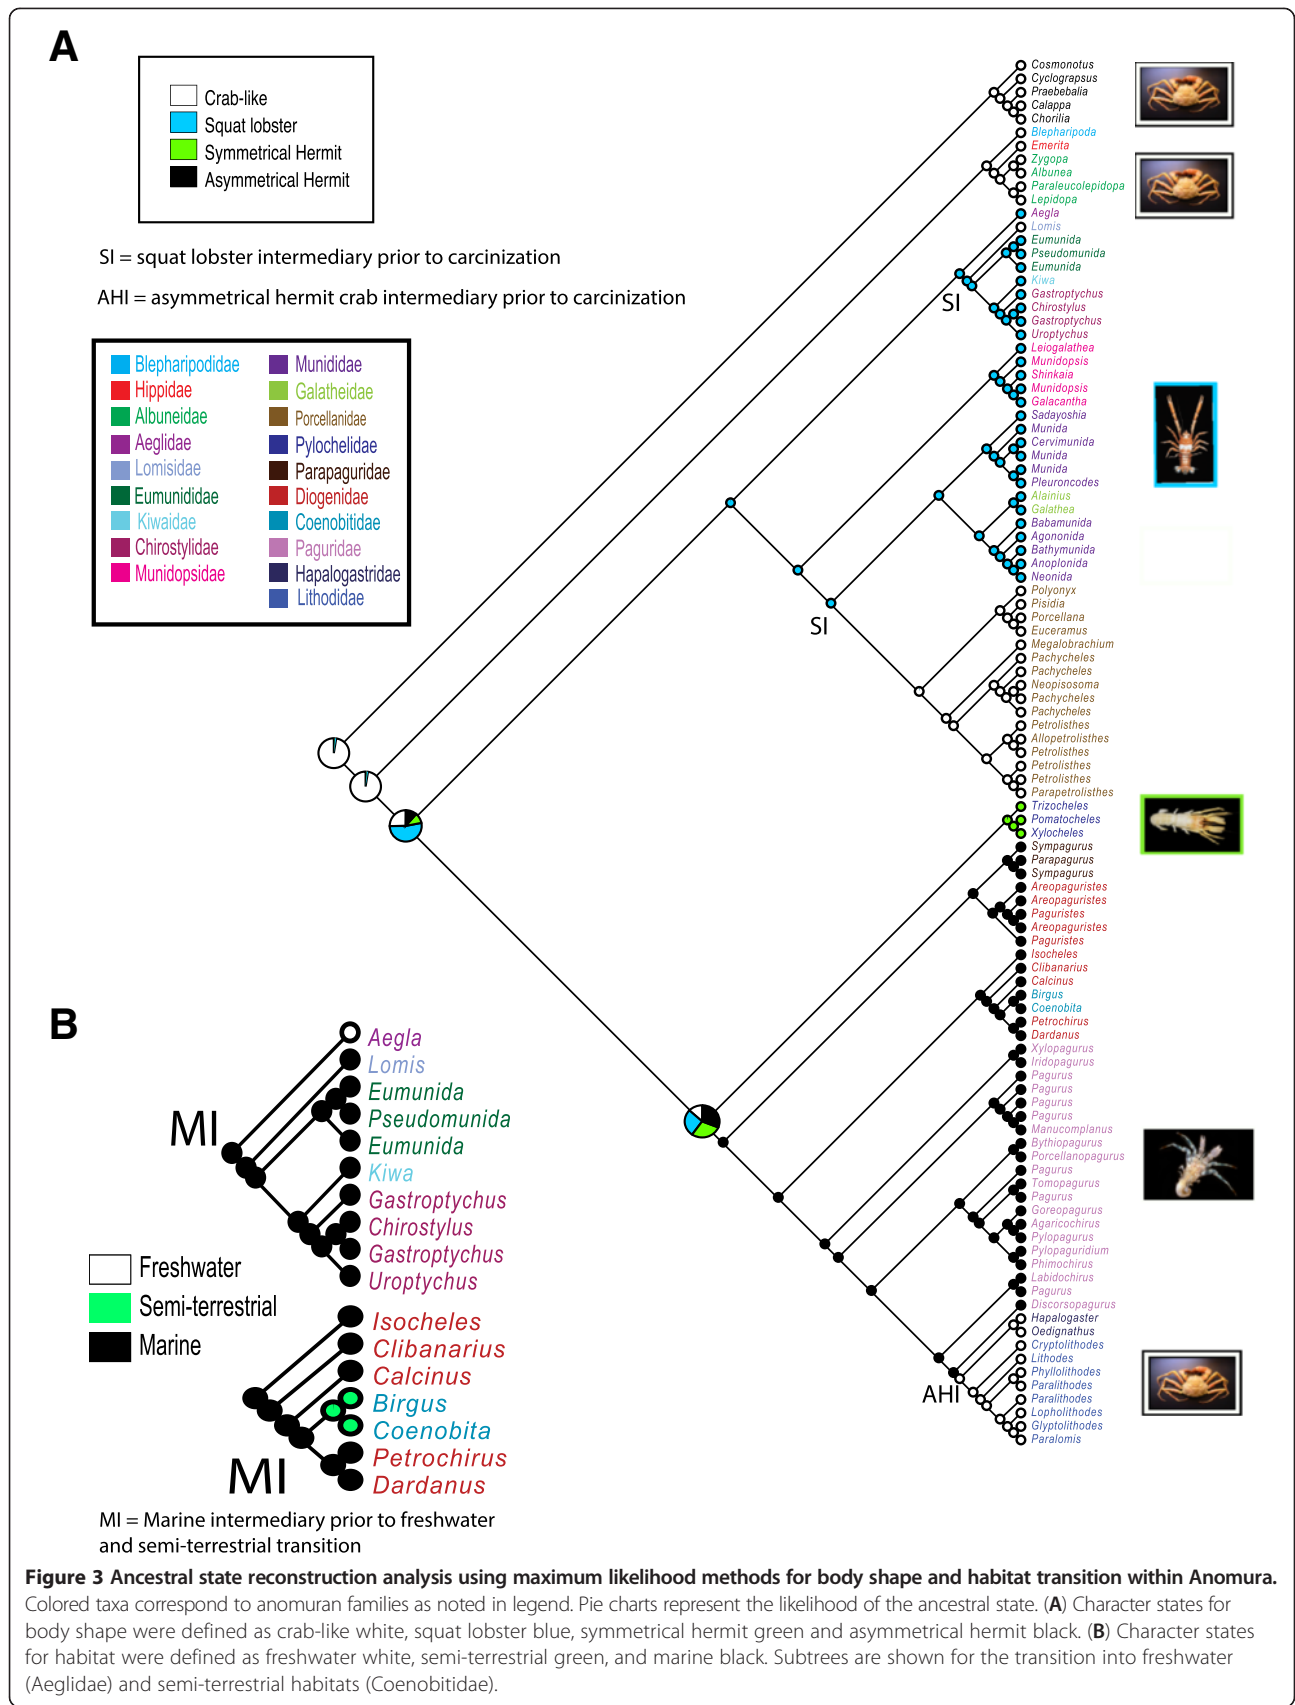 A
Crab-like
Squat lobster
Symmetrical Hermit
Asymmetrical Hermit
SI = squat lobster intermediary prior to carcinization
AHI = asymmetrical hermit crab intermediary prior to carcinization
Blepharipodidae
Hippidae
Albuneidae
Aeglidae
Lomisidae
Eumunididae
Kiwaidae
Chirostylidae
Munidopsidae
Munididae
Galatheidae
Porcellanidae
Pylochelidae
Parapaguridae
Diogenidae
Coenobitidae
Paguridae
Hapalogastridae
Lithodidae
Cosmonotus
Cyclograpsus
Praebebalia
Calappa
Chorilia
Blepharipoda
Emerita
Zygopa
Albunea
Paraleucolepidopa
Lepidopa
Aegla
Lomis
Eumunida
Pseudomunida
Eumunida
Kiwa
Gastroptychus
Chirostylus
Gastroptychus
Uroptychus
Leiogalathea
Munidopsis
Shinkaia
Munidopsis
Galacantha
Sadayoshia
Munida
Cervimunida
Munida
Munida
Pleuroncodes
Alainius
Galathea
Babamunida
Agononida
Bathymunida
Anoplonida
Neonida
Polyonyx
Pisidia
Porcellana
Euceramus
Megalobrachium
Pachycheles
Pachycheles
Neopisosoma
Pachycheles
Pachycheles
Petrolisthes
Allopetrolisthes
Petrolisthes
Petrolisthes
Petrolisthes
Parapetrolisthes
Trizocheles
Pomatocheles
Xylocheles
Sympagurus
Parapagurus
Sympagurus
Areopaguristes
Areopaguristes
Paguristes
Areopaguristes
Paguristes
Isocheles
Clibanarius
Calcinus
Birgus
Coenobita
Petrochirus
Dardanus
Xylopagurus
Iridopagurus
Pagurus
Pagurus
Pagurus
Pagurus
Manucomplanus
Bythiopagurus
Porcellanopagurus
Pagurus
Tomopagurus
Pagurus
Goreopagurus
Agaricochirus
Pylopagurus
Pylopaguridium
Phimochirus
Labidochirus
Pagurus
Discorsopagurus
Hapalogaster
Oedignathus
Cryptolithodes
Lithodes
Phyllolithodes
Paralithodes
Paralithodes
Lopholithodes
Glyptolithodes
Paralomis
SI
SI
AHI
B
Aegla
Lomis
Eumunida
Pseudomunida
Eumunida
Kiwa
Gastroptychus
Chirostylus
Gastroptychus
Uroptychus
MI
Freshwater
Semi-terrestrial
Marine
Isocheles
Clibanarius
Calcinus
Birgus
Coenobita
Petrochirus
Dardanus
MI
MI = Marine intermediary prior to freshwater
and semi-terrestrial transition
Figure 3 Ancestral state reconstruction analysis using maximum likelihood methods for body shape and habitat transition within Anomura.
Colored taxa correspond to anomuran families as noted in legend. Pie charts represent the likelihood of the ancestral state. (A) Character states for
body shape were defined as crab-like white, squat lobster blue, symmetrical hermit green and asymmetrical hermit black. (B) Character states
for habitat were defined as freshwater white, semi-terrestrial green, and marine black. Subtrees are shown for the transition into freshwater
(Aeglidae) and semi-terrestrial habitats (Coenobitidae).